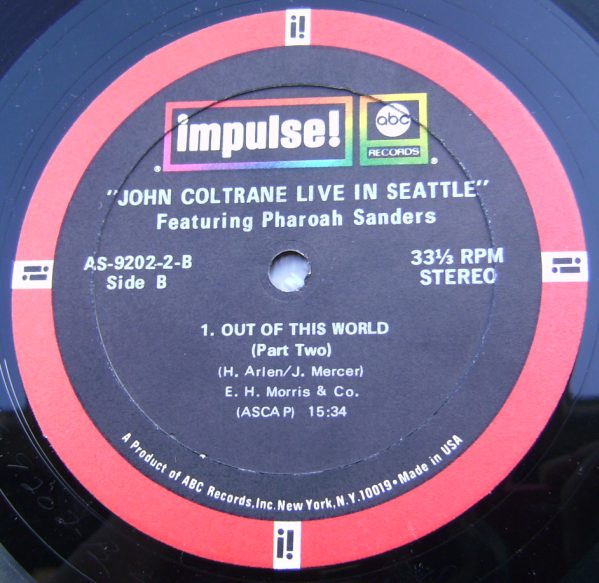 i!
impulse!
abc
RECORDS
® ®
"JOHN COLTRANE LIVE IN SEATTLE"
Featuring Pharoah Sanders
AS-9202-2-B
Side B
33⅓ RPM
STEREO
i!
i!
1. OUT OF THIS WORLD
(Part Two)
(H. Arlen/J. Mercer)
E. H. Morris & Co.
(ASCAP) 15:34
A Product of ABC Records, Inc. New York, N.Y. 10019 • Made in USA
i!